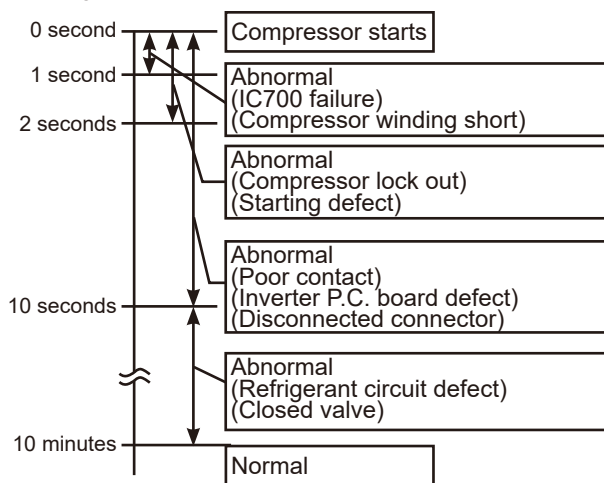 0 second
Compressor starts
1 second
Abnormal
(IC700 failure)
(Compressor winding short)
2 seconds
Abnormal
(Compressor lock out)
(Starting defect)
Abnormal
(Poor contact)
(Inverter P.C. board defect)
(Disconnected connector)
10 seconds
Abnormal
(Refrigerant circuit defect)
(Closed valve)
10 minutes
Normal